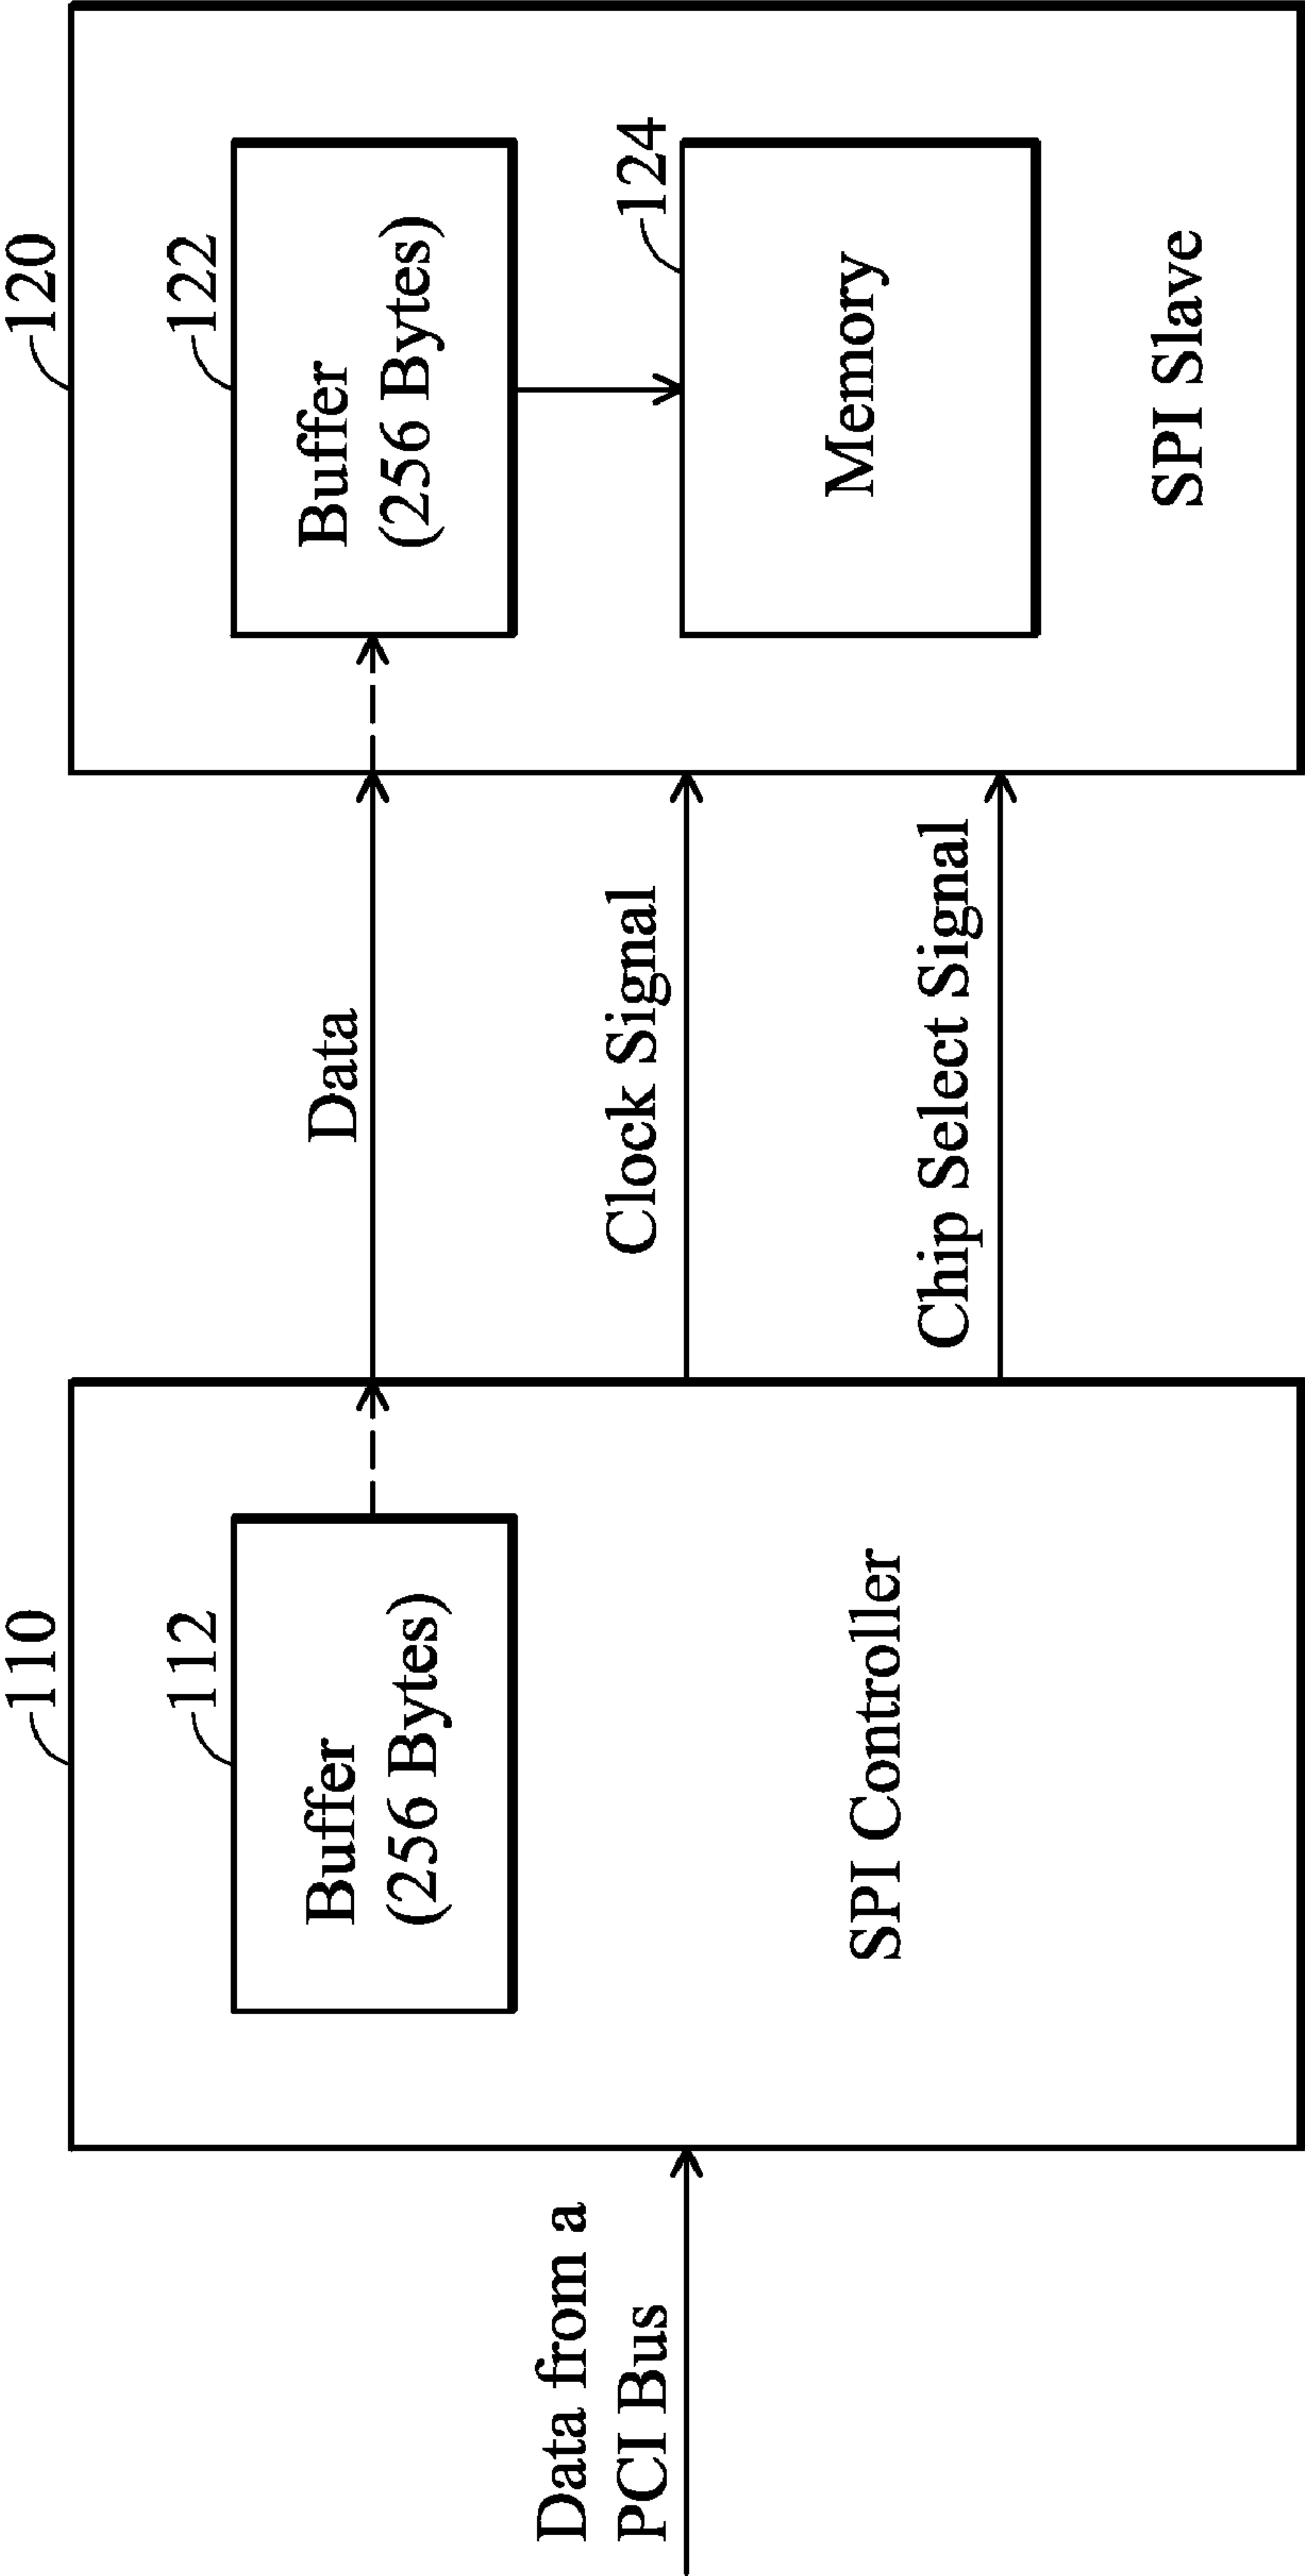 110
112
Buffer
(256 Bytes)
SPI Controller
Data from a
PCI Bus
Data
Clock Signal
Chip Select Signal
120
122
Buffer
(256 Bytes)
124
Memory
SPI Slave